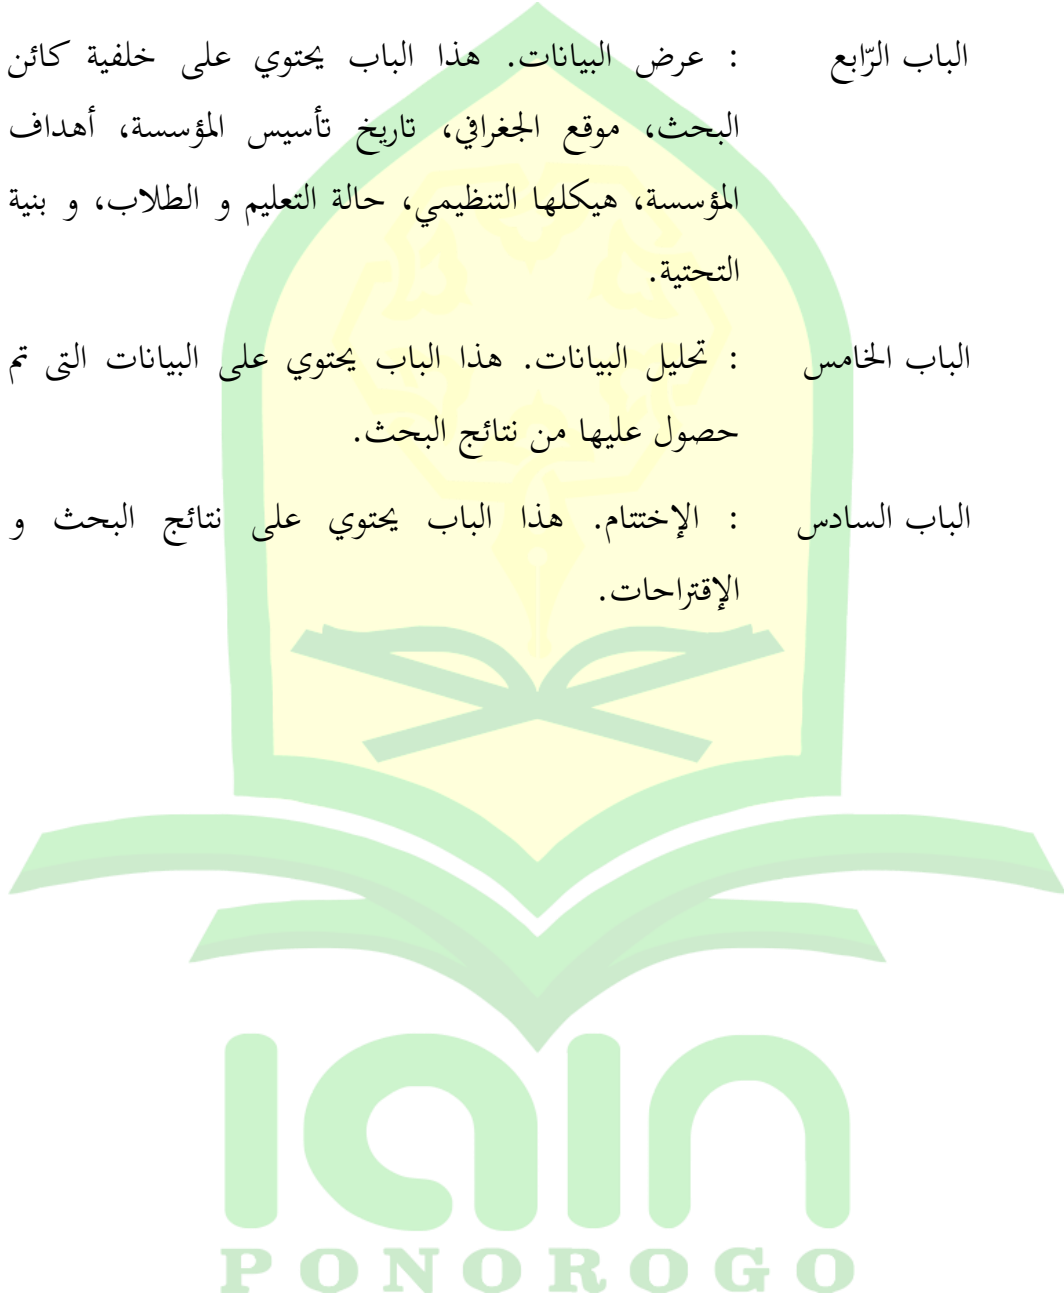 الباب الرّابع : عرض البيانات. هذا الباب يحتوي على خلفية كائن
البحث، موقع الجغرافي، تاريخ تأسيس المؤسسة، أهداف
المؤسسة، هيكلها التنظيمي، حالة التعليم و الطلاب، و بنية
التحتية.
الباب الخامس : تحليل البيانات. هذا الباب يحتوي على البيانات التى تم
حصول عليها من نتائج البحث.
الباب السادس : الإختتام. هذا الباب يحتوي على نتائج البحث و
الإقتراحات.
iain
PONOROGO